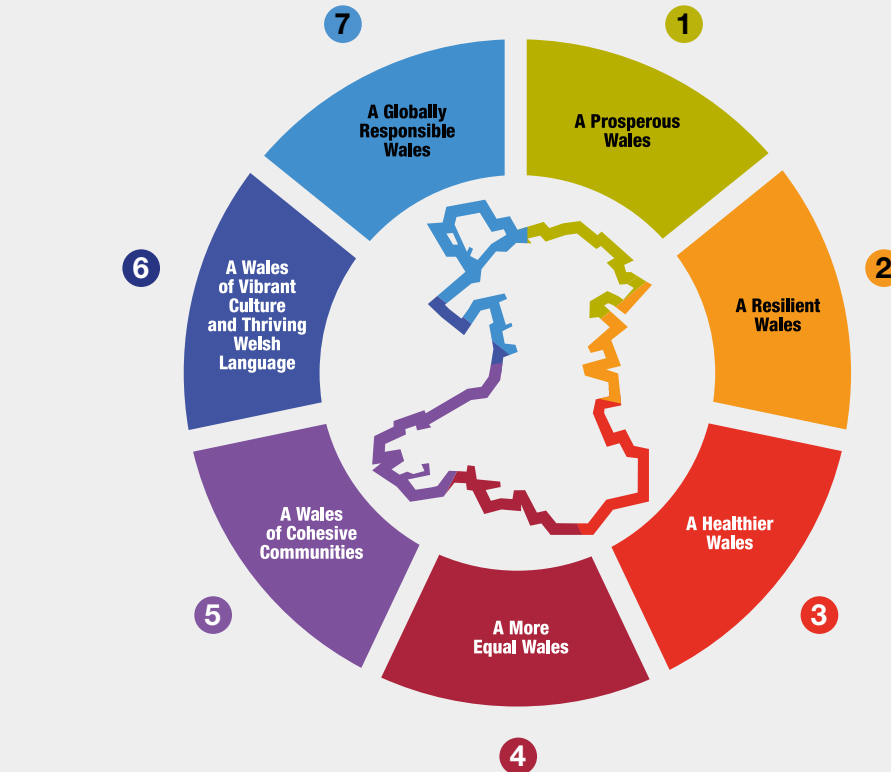 1
A Prosperous
Wales
2
A Resilient
Wales
3
A Healthier
Wales
4
A More
Equal Wales
5
A Wales
of Cohesive
Communities
6
A Wales
of Vibrant
Culture
and Thriving
Welsh
Language
7
A Globally
Responsible
Wales